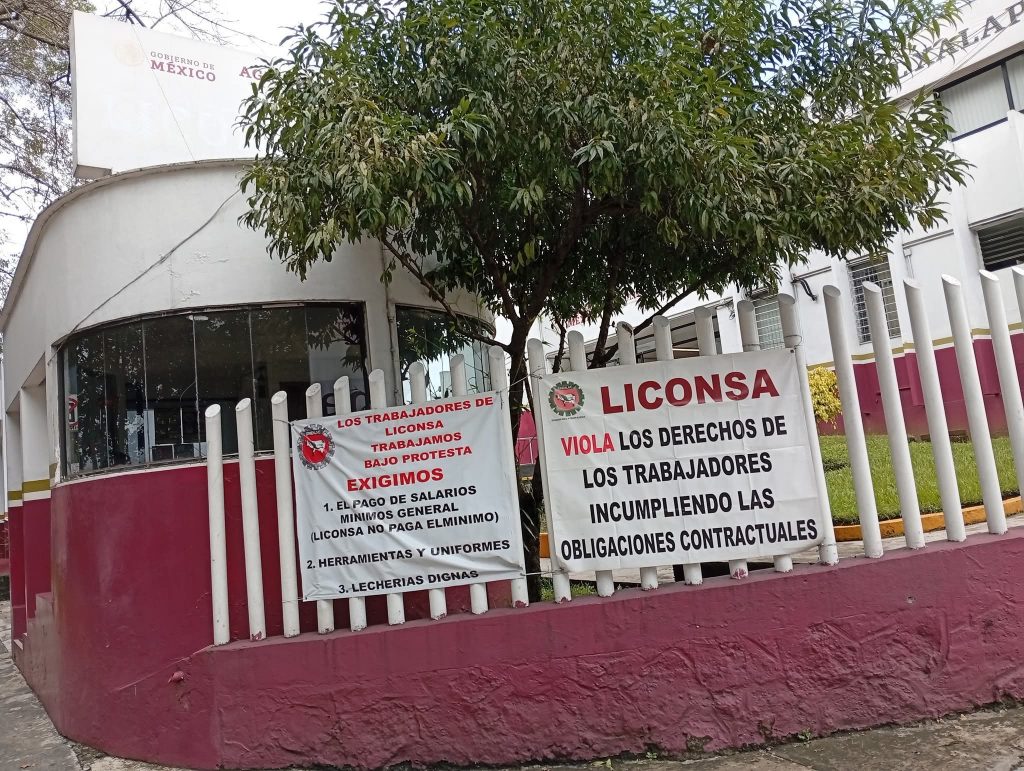 GOBIERNO DE
MÉXICO
LOS TRABAJADORES DE
LICONSA
TRABAJAMOS
BAJO PROTESTA
EXIGIMOS
1. EL PAGO DE SALARIOS
MINIMOS GENERAL
(LICONSA NO PAGA ELMINIMO)
2. HERRAMIENTAS Y UNIFORMES
3. LECHERIAS DIGNAS
LICONSA
VIOLA LOS DERECHOS DE
LOS TRABAJADORES
INCUMPLIENDO LAS
OBLIGACIONES CONTRACTUALES